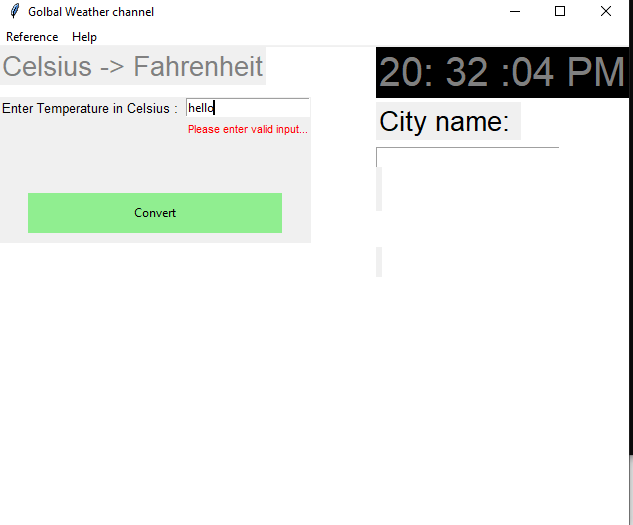 Golbal Weather channel
Reference Help
Celsius -> Fahrenheit
20: 32 :04 PM
Enter Temperature in Celsius : hello
Please enter valid input...
City name:
Convert